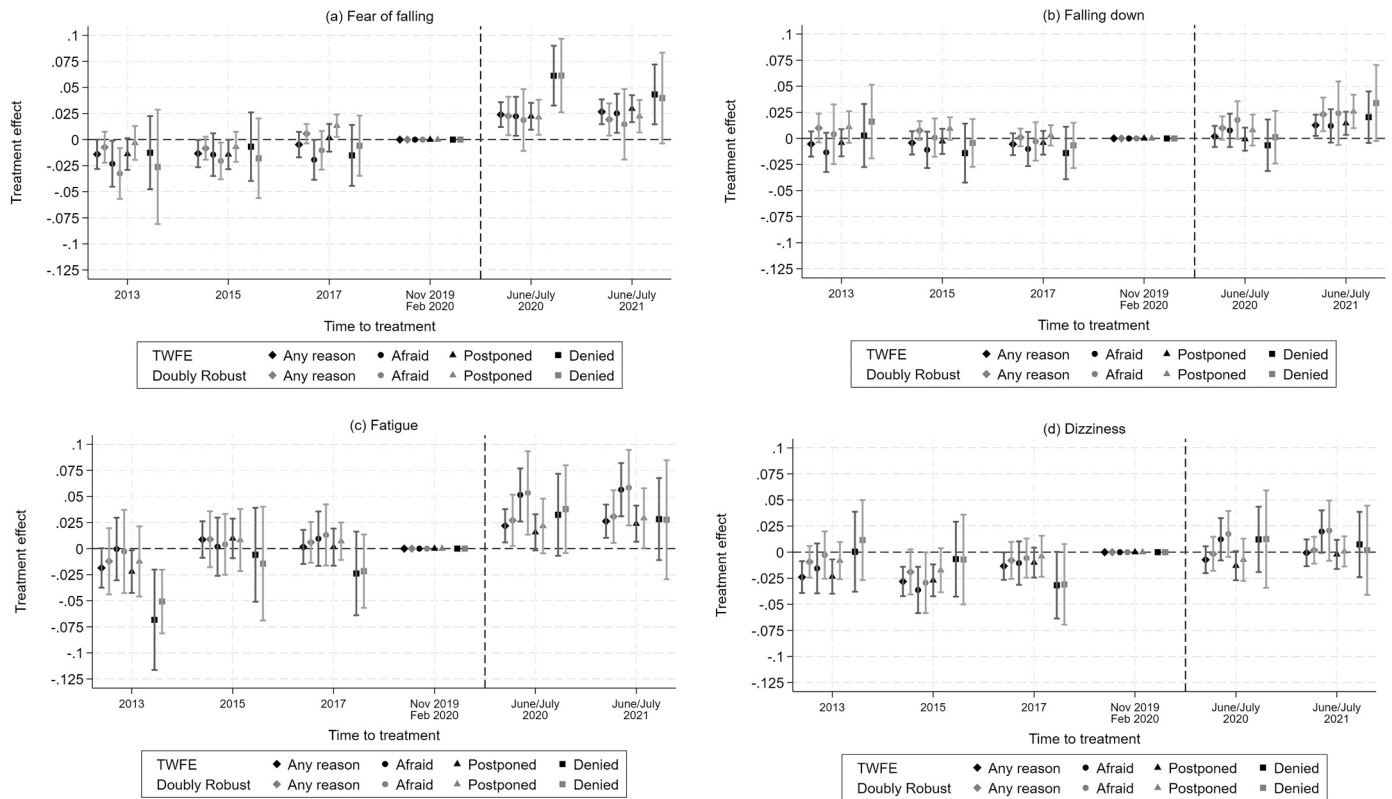 (a) Fear of falling
Treatment effect
.1
.075
.05
.025
0
-.025
-.05
-.075
-.1
-.125
2013
2015
2017
Nov 2019
Feb 2020
June/July
2020
June/July
2021
Time to treatment
TWFE Any reason Afraid Postponed Denied
Doubly Robust Any reason Afraid Postponed Denied
(b) Falling down
Treatment effect
.1
.075
.05
.025
0
-.025
-.05
-.075
-.1
-.125
2013
2015
2017
Nov 2019
Feb 2020
June/July
2020
June/July
2021
Time to treatment
TWFE Any reason Afraid Postponed Denied
Doubly Robust Any reason Afraid Postponed Denied
(c) Fatigue
Treatment effect
.1
.075
.05
.025
0
-.025
-.05
-.075
-.1
-.125
2013
2015
2017
Nov 2019
Feb 2020
June/July
2020
June/July
2021
Time to treatment
TWFE Any reason Afraid Postponed Denied
Doubly Robust Any reason Afraid Postponed Denied
(d) Dizziness
Treatment effect
.1
.075
.05
.025
0
-.025
-.05
-.075
-.1
-.125
2013
2015
2017
Nov 2019
Feb 2020
June/July
2020
June/July
2021
Time to treatment
TWFE Any reason Afraid Postponed Denied
Doubly Robust Any reason Afraid Postponed Denied